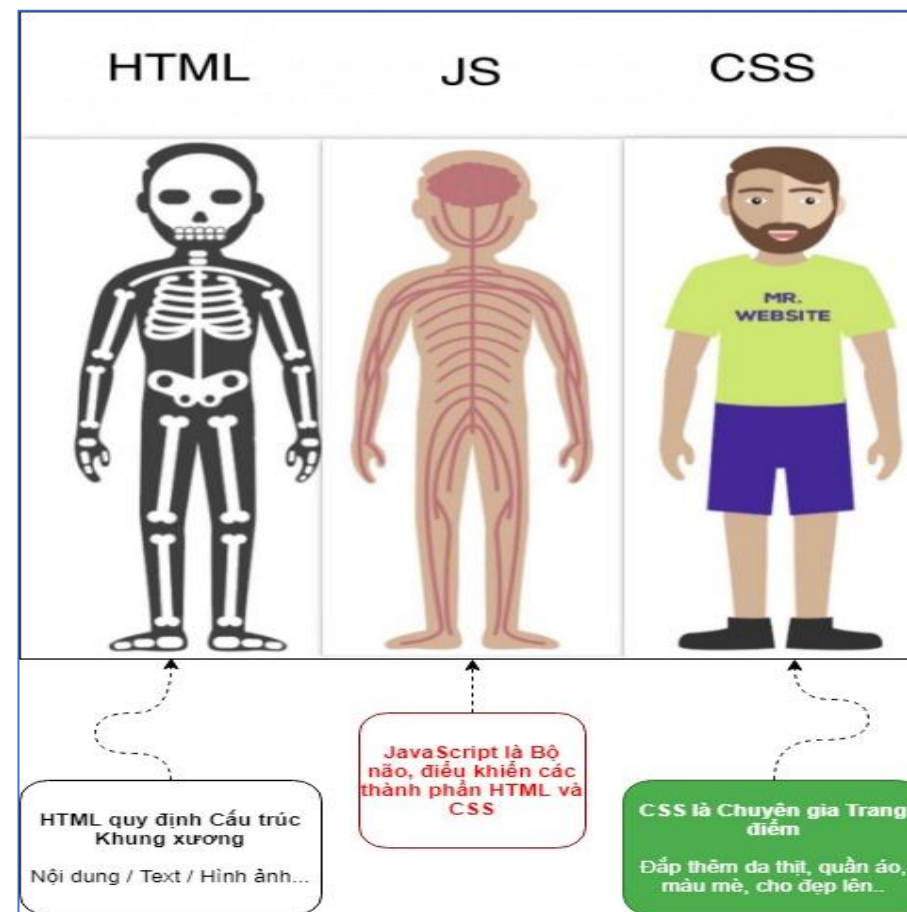 HTML
JS
CSS
MR.
WEBSITE
HTML quy định Cấu trúc
Khung xương
Nội dung / Text / Hình ảnh...
JavaScript là Bộ
não, điều khiển các
thành phần HTML và
CSS
CSS là Chuyên gia Trang
điểm
Đắp thêm da thịt, quần áo,
màu mè, cho đẹp lên..